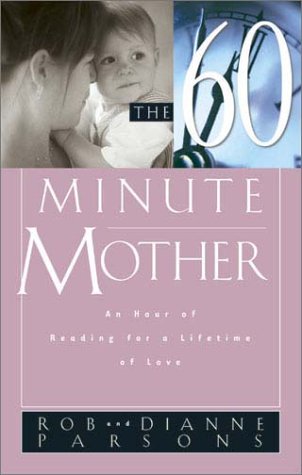 THE 60
MINUTE
MOTHER
An Hour of
Reading for a Lifetime
of Love
ROB and DIANNE
PARSONS